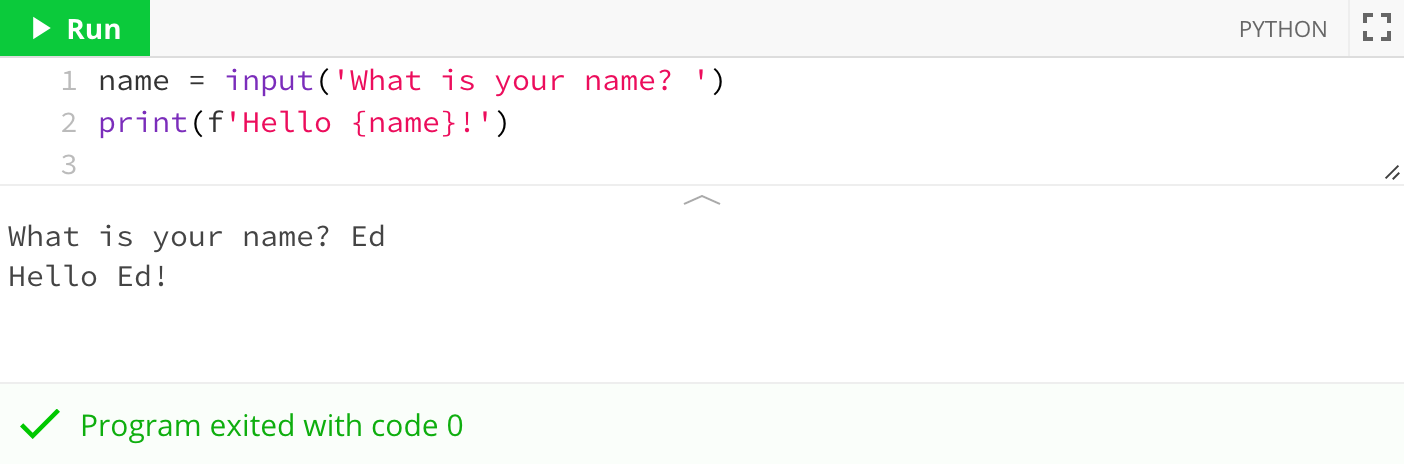 Run
PYTHON
1 name = input('What is your name? ')
2 print(f'Hello {name}!')
3
What is your name? Ed
Hello Ed!
Program exited with code 0